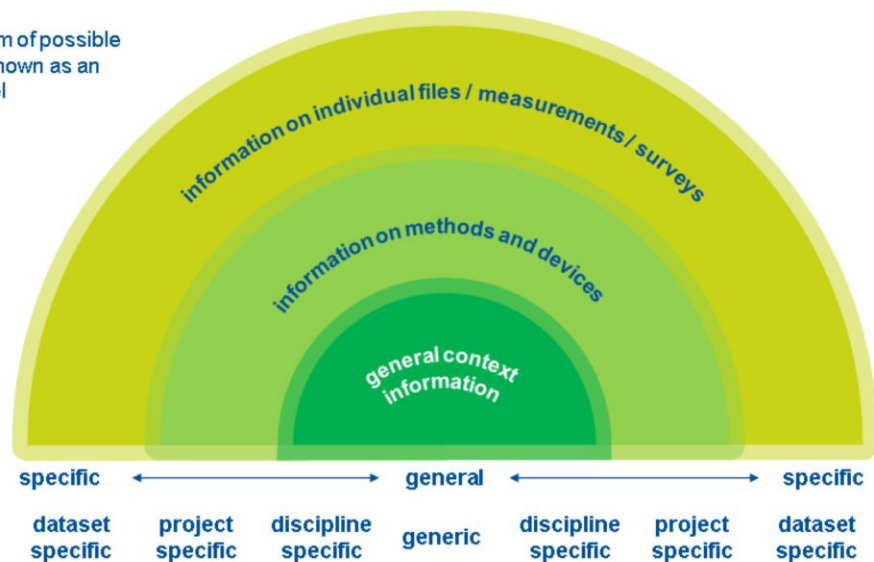 m of possible
nown as an
el
information on individual files / measurements / surveys
information on methods and devices
general context
information
specific general specific
dataset specific project specific discipline specific generic discipline specific project specific dataset specific